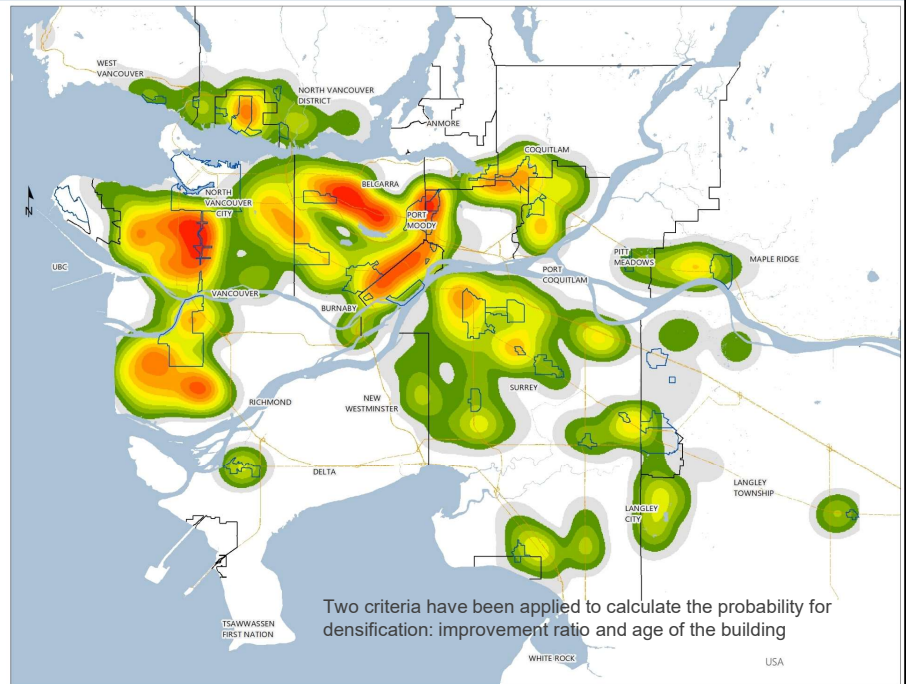 WEST
VANCOUVER
NORTH VANCOUVER
DISTRICT
ANMORE
COQUITLAM
BELCARRA
NORTH
VANCOUVER
CITY
PORT
MOODY
N
UBC
PITT
MEADOWS
MAPLE RIDGE
PORT
COQUITLAM
VANCOUVER
BURNABY
SURREY
RICHMOND
NEW
WESTMINSTER
DELTA
LANGLEY
TOWNSHIP
LANGLEY
CITY
Two criteria have been applied to calculate the probability for
densification: improvement ratio and age of the building
TSAWWASSEN
FIRST NATION
WHITE ROCK
USA